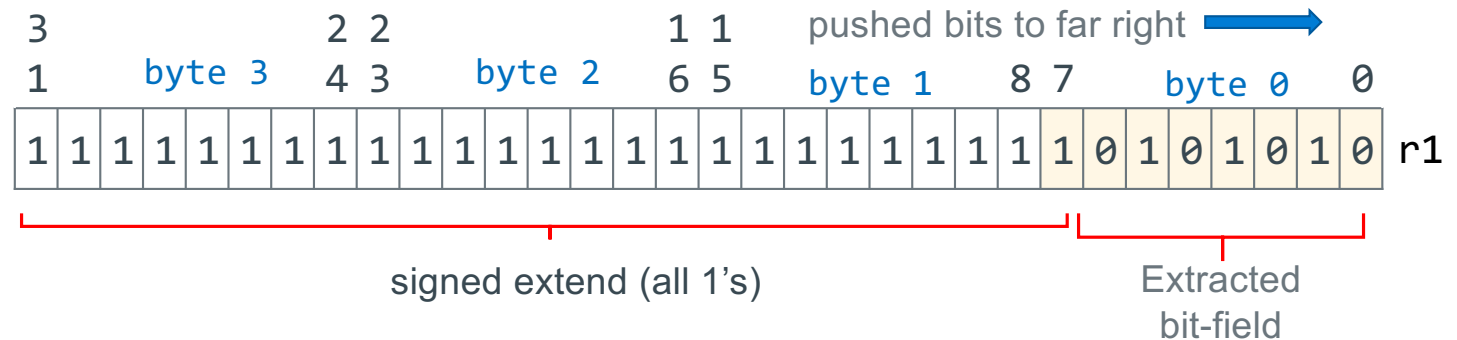 3 2 2 1 1 pushed bits to far right
1 byte 3 4 3 byte 2 6 5 byte 1 8 7 byte 0 0
1 1 1 1 1 1 1 1 1 1 1 1 1 1 1 1 1 1 1 1 1 1 1 1 1 0 1 0 1 0 1 0 r1
signed extend (all 1's)
Extracted
bit-field